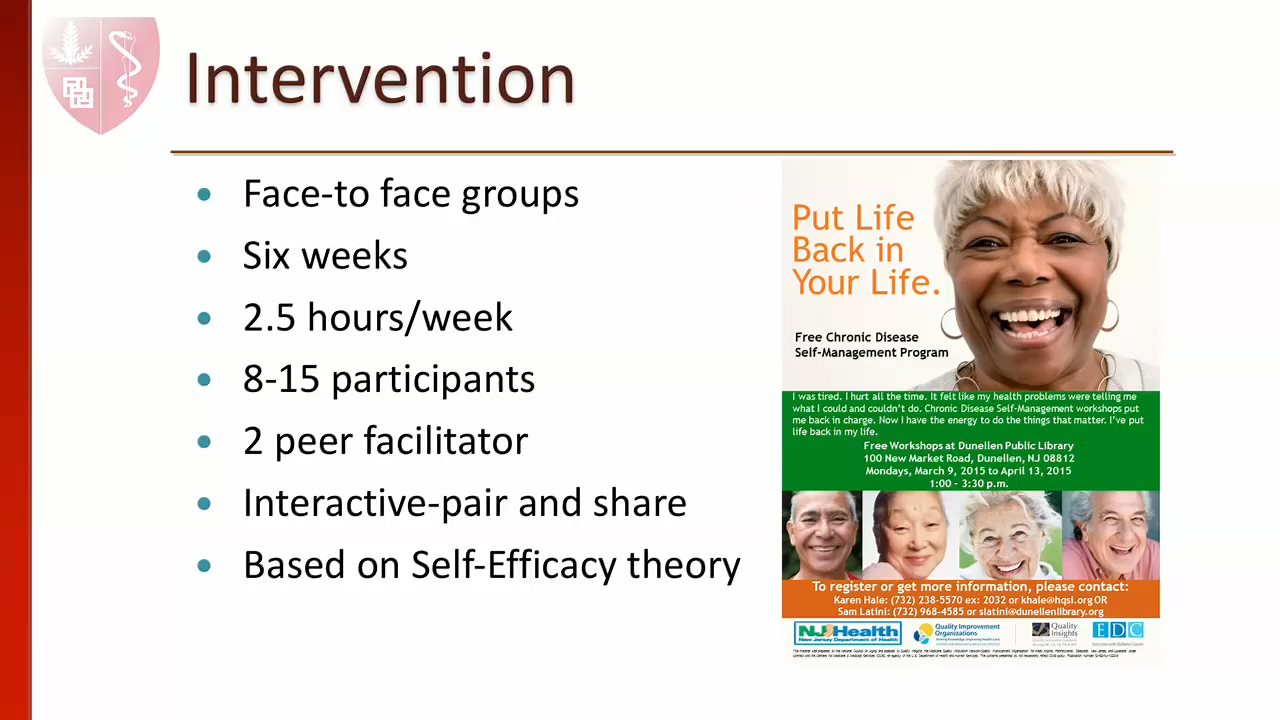 Intervention
Face-to face groups
Six weeks
2.5 hours/week
8-15 participants
2 peer facilitator
Interactive-pair and share
Based on Self-Efficacy theory
Put Life
Back in
Your Life.
Free Chronic Disease
Self-Management Program
I was tired. I hurt all the time. It felt like my health problems were telling me
what I could and couldn't do. Chronic Disease Self-Management workshops put
me back in charge. Now I have the energy to do the things that matter. I've put
life back in my life.
Free Workshops at Dunellen Public Library
100 New Market Road, Dunellen, NJ 08812
Mondays, March 9, 2015 to April 13, 2015
1:00 - 3:30 p.m.
To register or get more information, please contact:
Karen Hale: (732) 238-5570 ex: 2032 or khale@hqsi.org OR
Sam Latini: (732) 968-4585 or slatini@dunellenlibrary.org
NJ Health
New Jersey Department of Health
Quality Improvement
Organizations
Quality
Insights
EDC